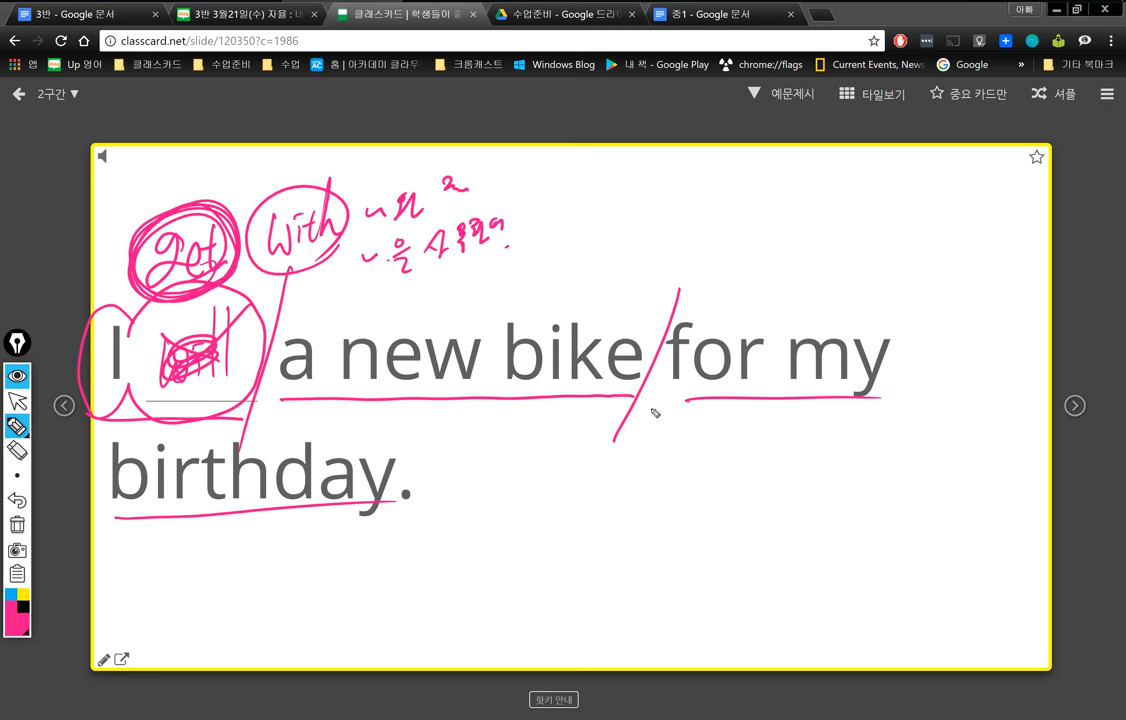 3반 - Google 문서
3반 3월21일(수) 자율 : 네
클래스카드 | 학생들이 좋
수업준비 - Google 드라이
중1 - Google 문서
아빠
classcard.net/slide/120350?c=1986
앱 Up 영어 클래스카드 수업준비 수업 홈 | 아카데미 클라우 크롬캐스트 Windows Blog 내 책 - Google Play chrome://flags Current Events, News Google » 기타 북마크
2구간 ▼
예문제시 타일보기 중요 카드만 셔플
get With
I a new bike for my
birthday.
핫키 안내